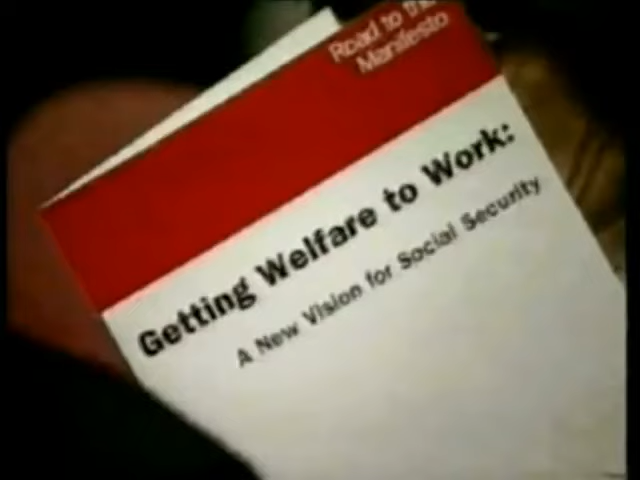 Road to the
Manifesto
Getting Welfare to Work:
A New Vision for Social Security